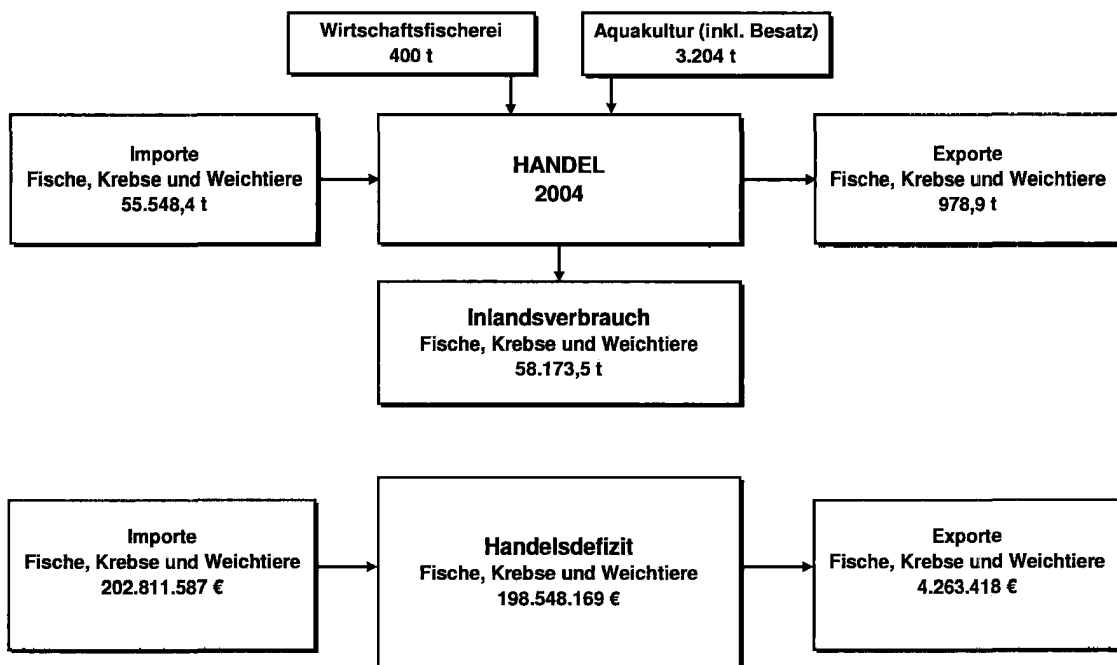 Wirtschaftsfischerei
400 t
Aquakultur (inkl. Besatz)
3.204 t
Importe
Fische, Krebse und Weichtiere
55.548,4 t
HANDEL
2004
Exporte
Fische, Krebse und Weichtiere
978,9 t
Inlandsverbrauch
Fische, Krebse und Weichtiere
58.173,5 t
Importe
Fische, Krebse und Weichtiere
202.811.587 €
Handelsdefizit
Fische, Krebse und Weichtiere
198.548.169 €
Exporte
Fische, Krebse und Weichtiere
4.263.418 €